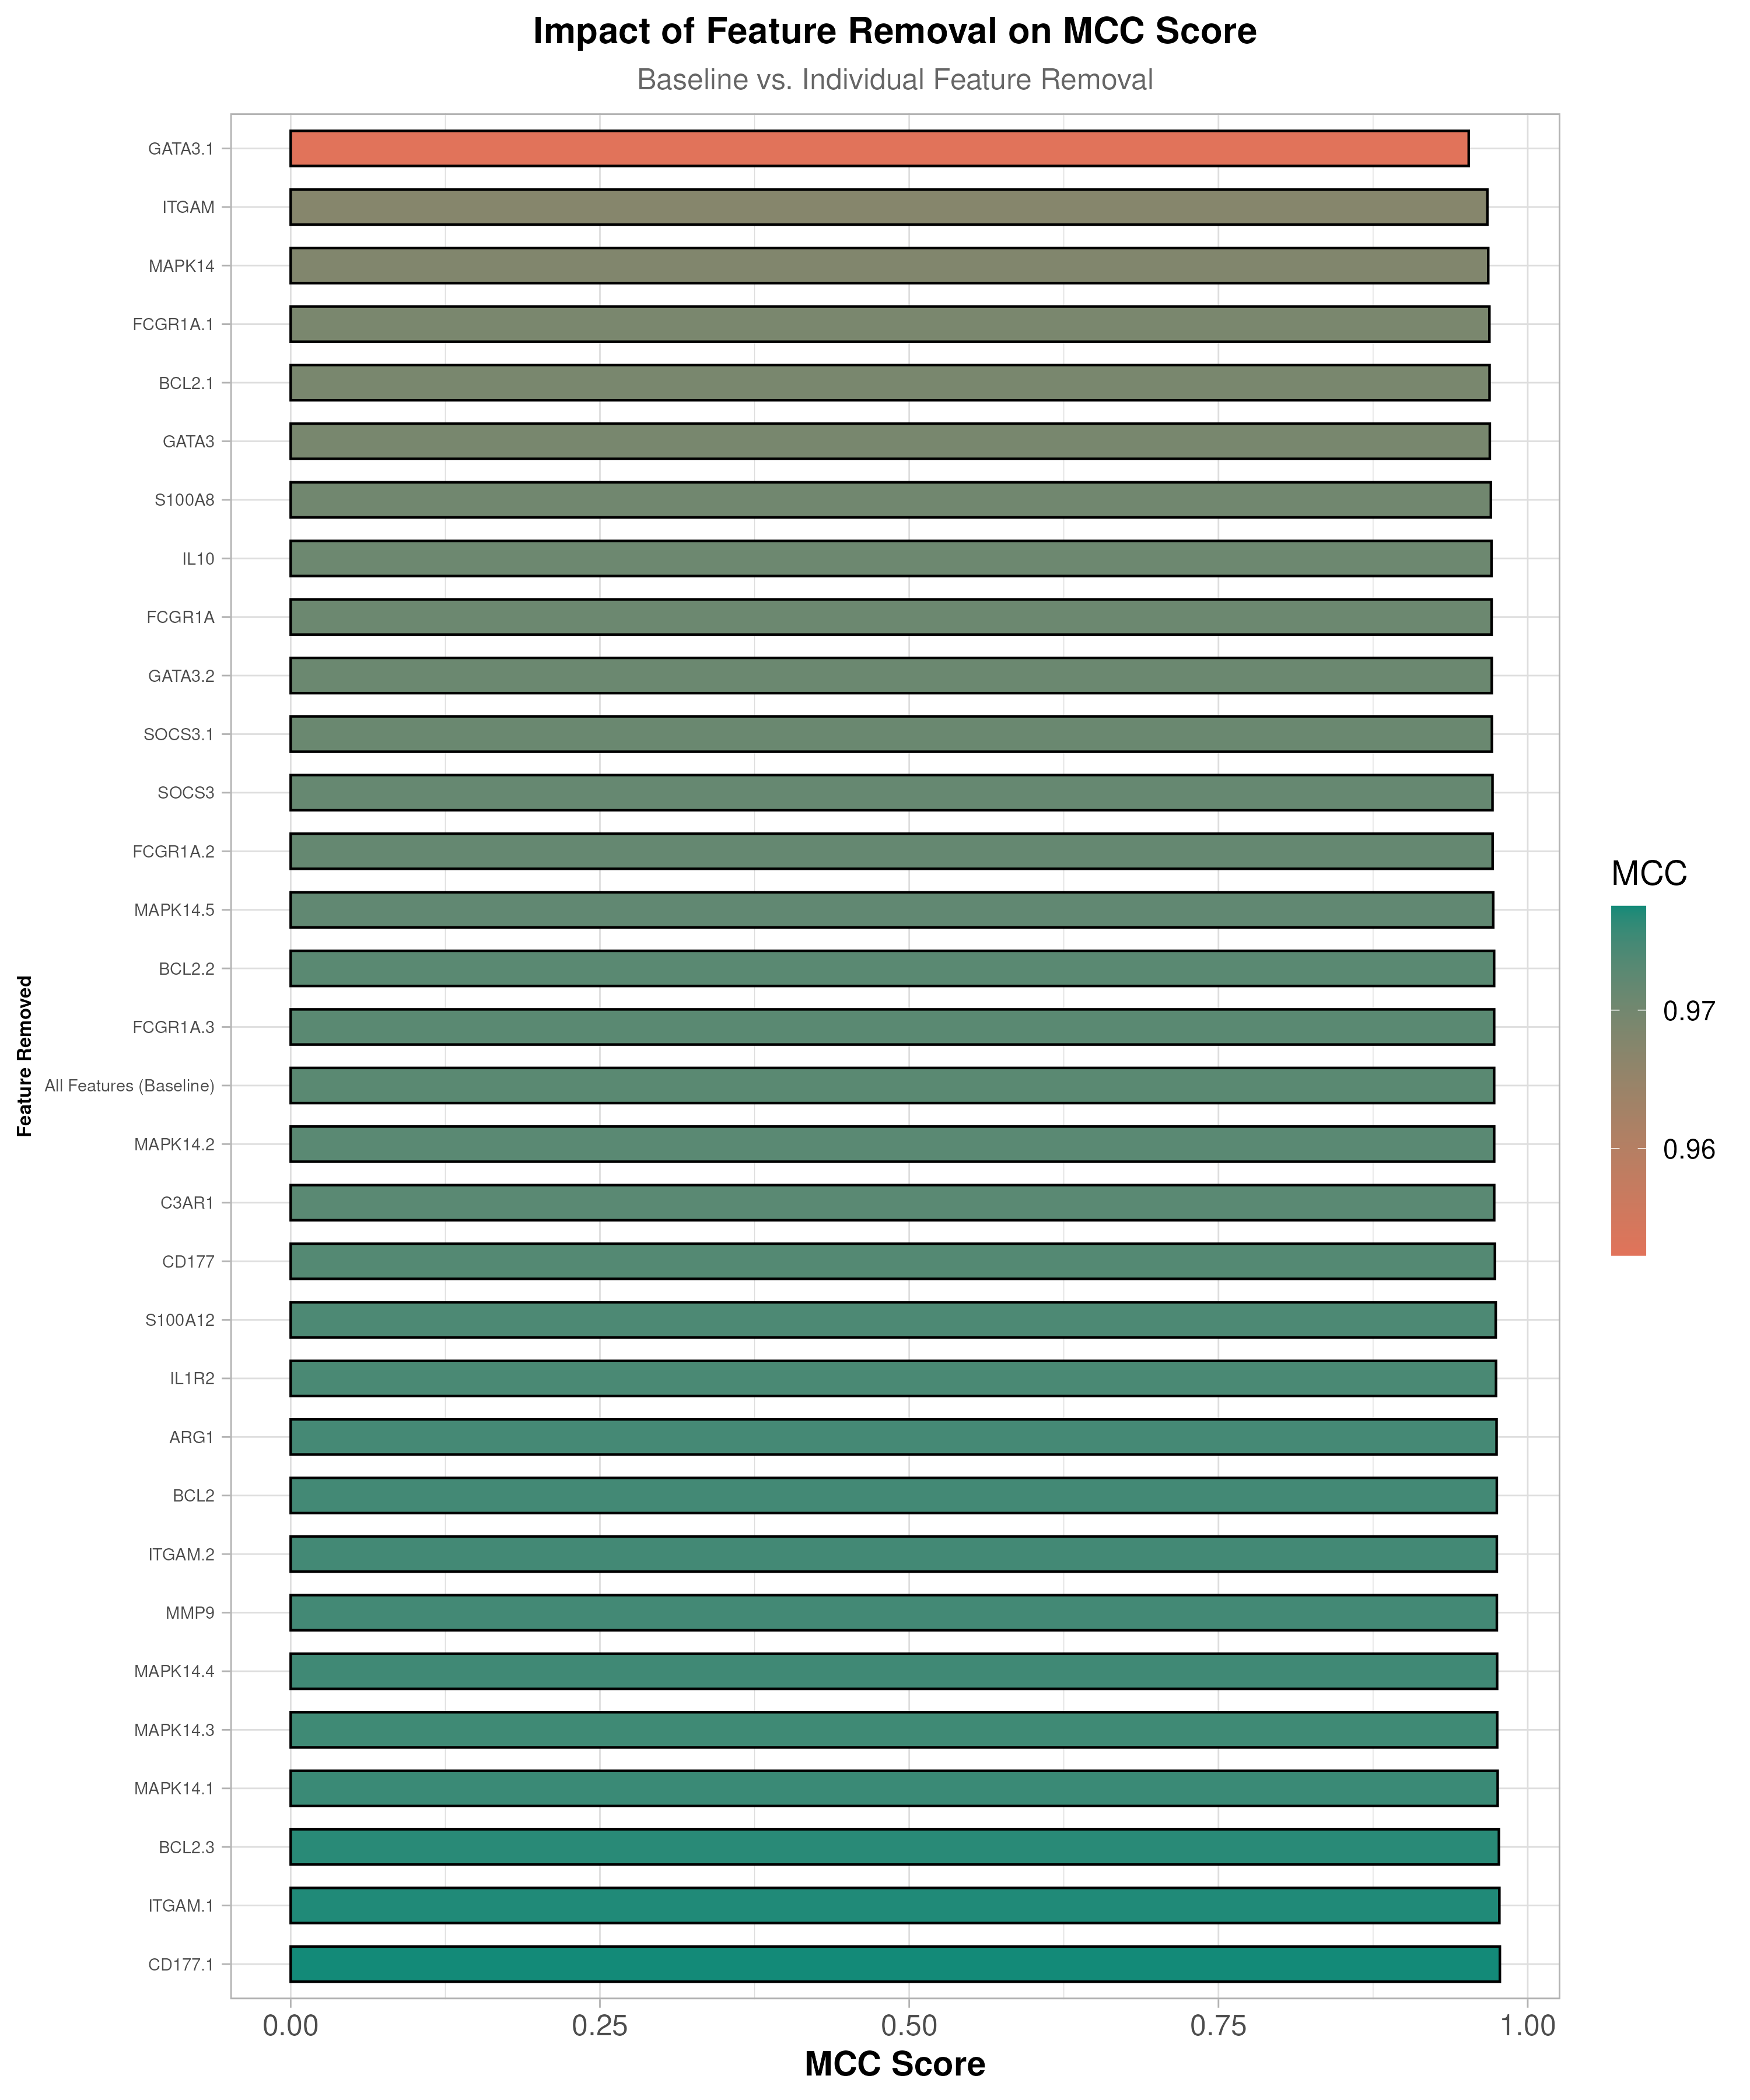 Impact of Feature Removal on MCC Score
Baseline vs. Individual Feature Removal
GATA3.1
ITGAM
MAPK14
FCGR1A.1
BCL2.1
GATA3
S100A8
IL10
FCGR1A
GATA3.2
SOCS3.1
SOCS3
FCGR1A.2
MAPK14.5
BCL2.2
FCGR1A.3
All Features (Baseline)
MAPK14.2
C3AR1
CD177
S100A12
IL1R2
ARG1
BCL2
ITGAM.2
MMP9
MAPK14.4
MAPK14.3
MAPK14.1
BCL2.3
ITGAM.1
CD177.1
Feature Removed
0.00 0.25 0.50 0.75 1.00
MCC Score
MCC
0.97
0.96